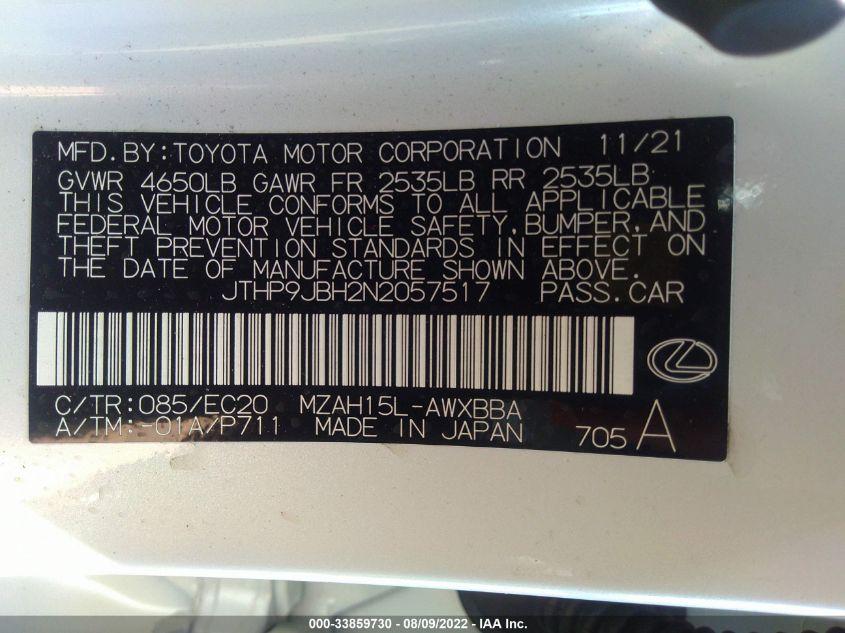 MFD.BY:TOYOTA MOTOR CORPORATION 11/21
GVWR 4650LB GAWR FR 2535LB RR 2535LB
THIS VEHICLE CONFORMS TO ALL APPLICABLE
FEDERAL MOTOR VEHICLE SAFETY,BUMPER,AND
THEFT PREVENTION STANDARDS IN EFFECT ON
THE DATE OF MANUFACTURE SHOWN ABOVE.
JTHP9JBH2N2057517 PASS.CAR
C/TR:085/EC20 MZAH15L-AWXBBA
A/TM:-01A/P711 MADE IN JAPAN 705 A
000-33859730 - 08/09/2022 - IAA Inc.